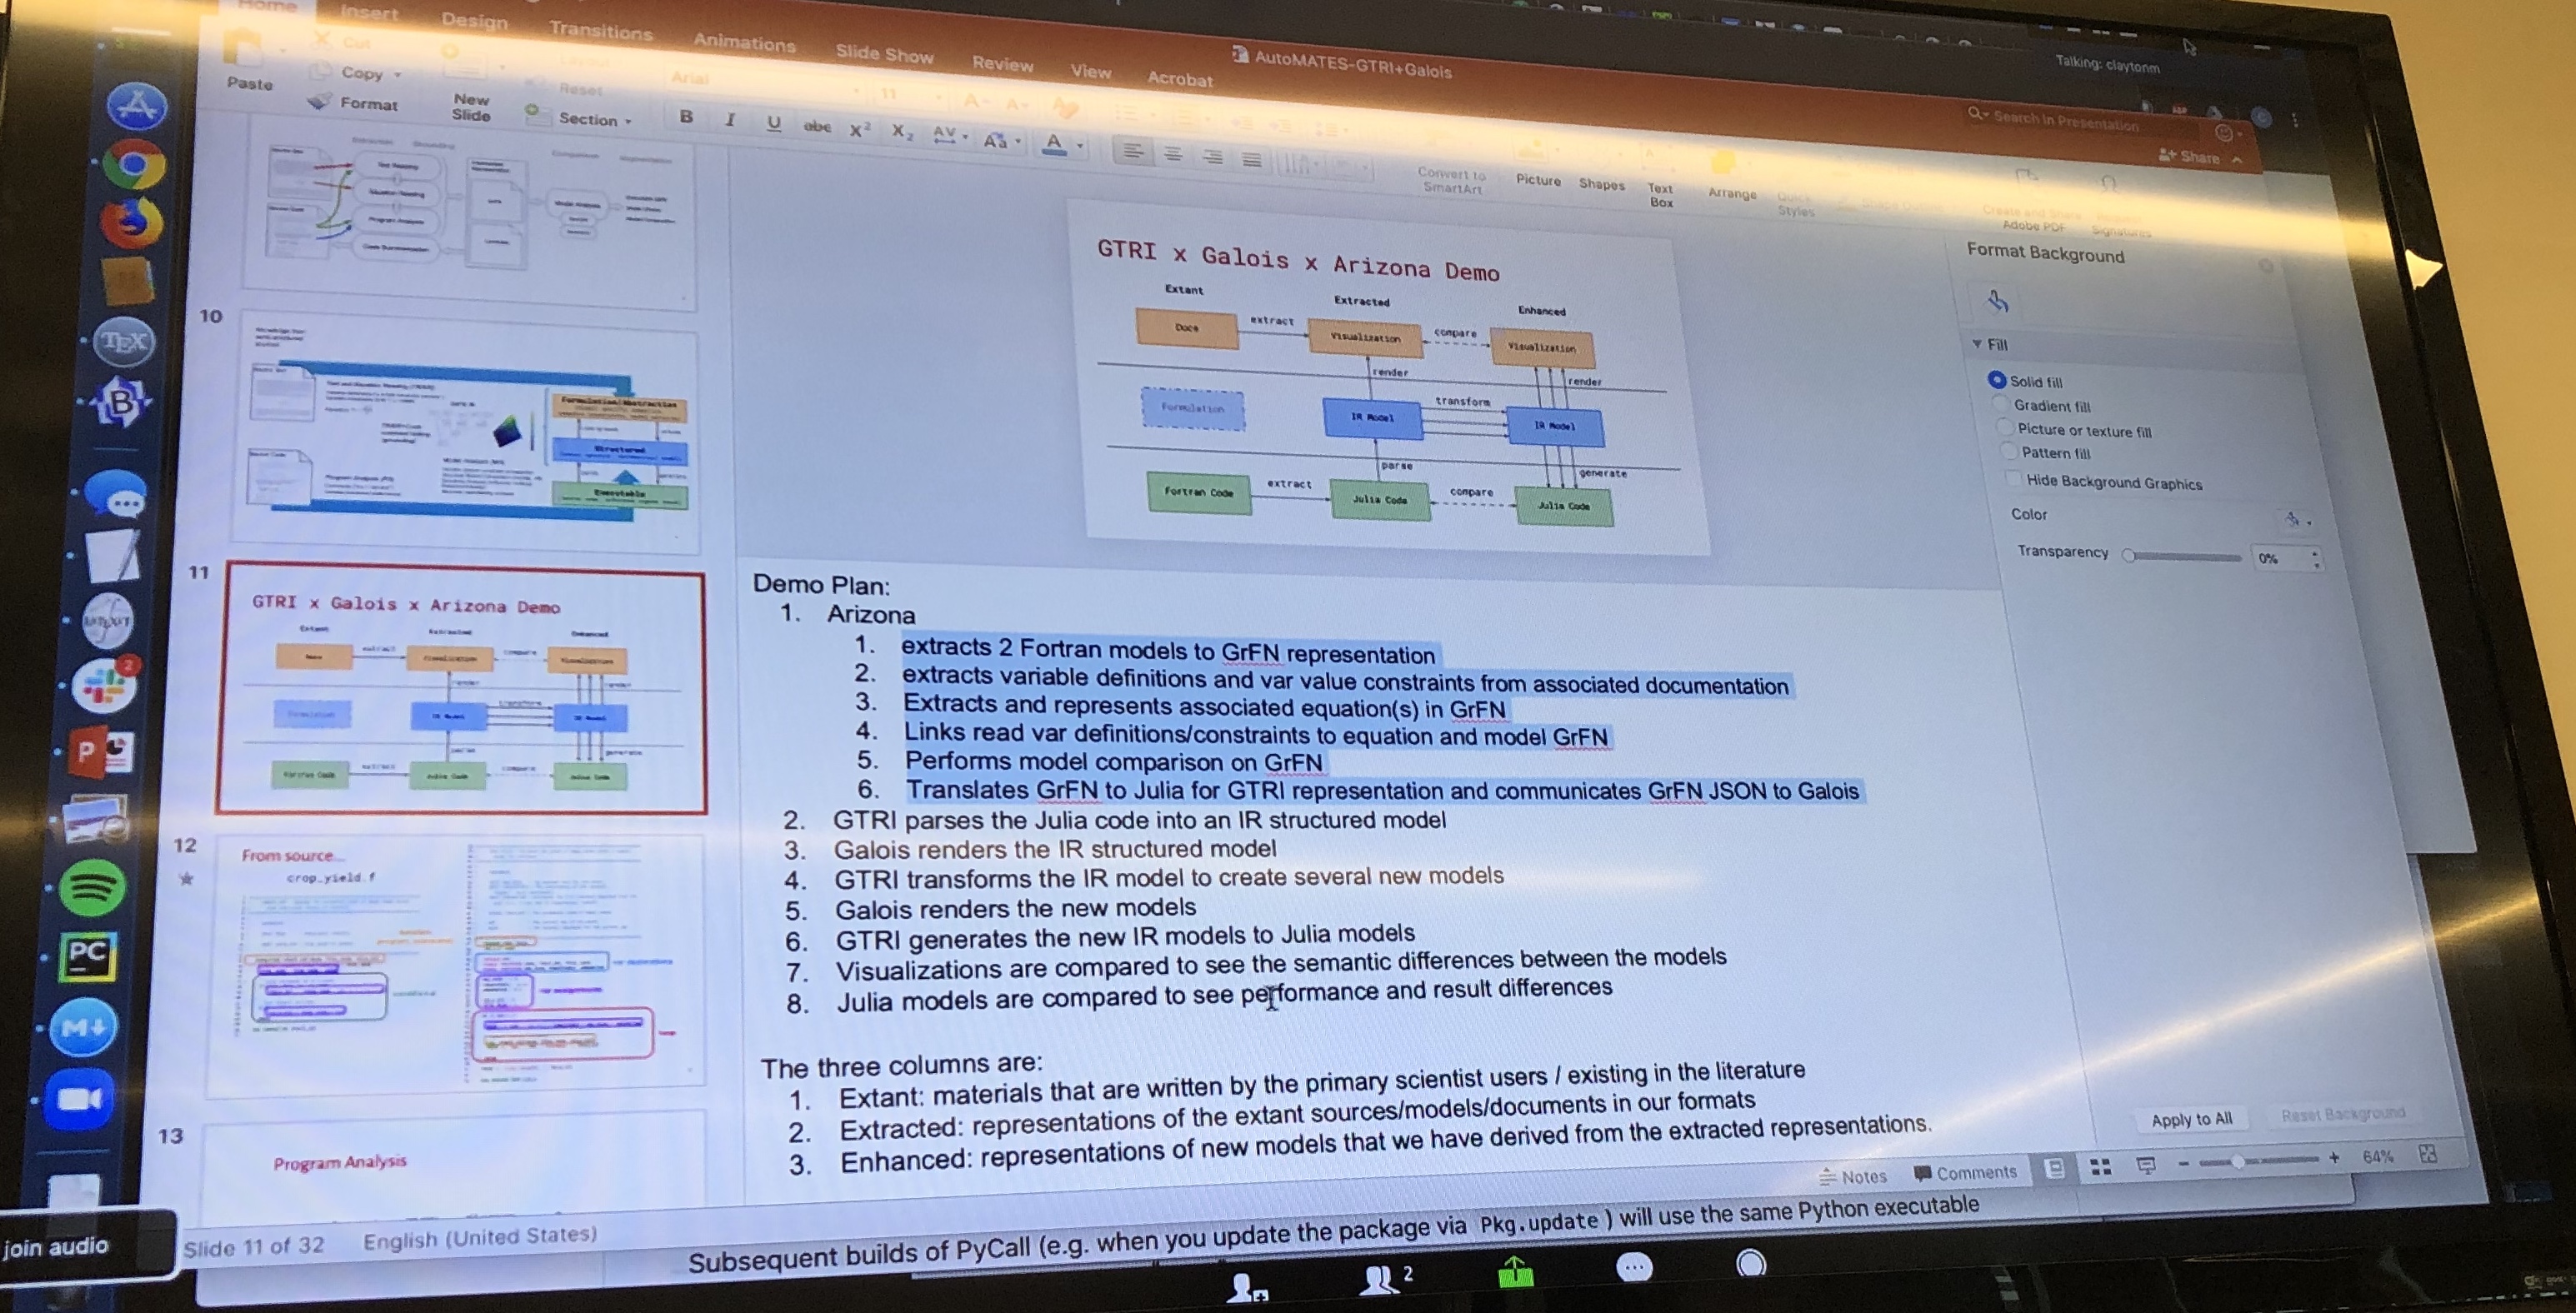 Home Insert Design Transitions Animations Slide Show Review View Acrobat
AutoMATES-GTRI+Galois
Talking: claytonm
Search in Presentation
Share
Paste
Cut
Copy
Format
New
Slide
Reset
Section
Arial
11
B I U abc X² X₂ AV Aa A
Convert to
SmartArt
Picture
Shapes
Text
Box
Arrange
Quick
Styles
Create and Share
Adobe PDF
Request
Signatures
10
11
GTRI x Galois x Arizona Demo
12
From source...
crop_yield.f
13
Program Analysis
GTRI x Galois x Arizona Demo
Extant
Extracted
Enhanced
Docs
extract
Visualization
compare
Visualization
render
render
Formulation
IR Model
transform
IR Model
parse
generate
Fortran Code
extract
Julia Code
compare
Julia Code
Demo Plan:
1. Arizona
1. extracts 2 Fortran models to GrFN representation
2. extracts variable definitions and var value constraints from associated documentation
3. Extracts and represents associated equation(s) in GrFN
4. Links read var definitions/constraints to equation and model GrFN
5. Performs model comparison on GrFN
6. Translates GrFN to Julia for GTRI representation and communicates GrFN JSON to Galois
2. GTRI parses the Julia code into an IR structured model
3. Galois renders the IR structured model
4. GTRI transforms the IR model to create several new models
5. Galois renders the new models
6. GTRI generates the new IR models to Julia models
7. Visualizations are compared to see the semantic differences between the models
8. Julia models are compared to see performance and result differences
The three columns are:
1. Extant: materials that are written by the primary scientist users / existing in the literature
2. Extracted: representations of the extant sources/models/documents in our formats
3. Enhanced: representations of new models that we have derived from the extracted representations.
Format Background
Fill
Solid fill
Gradient fill
Picture or texture fill
Pattern fill
Hide Background Graphics
Color
Transparency
0%
Apply to All
Reset Background
Notes
Comments
64%
Slide 11 of 32
English (United States)
Subsequent builds of PyCall (e.g. when you update the package via Pkg.update ) will use the same Python executable
join audio
2
TEX
B
2
P
PC
M